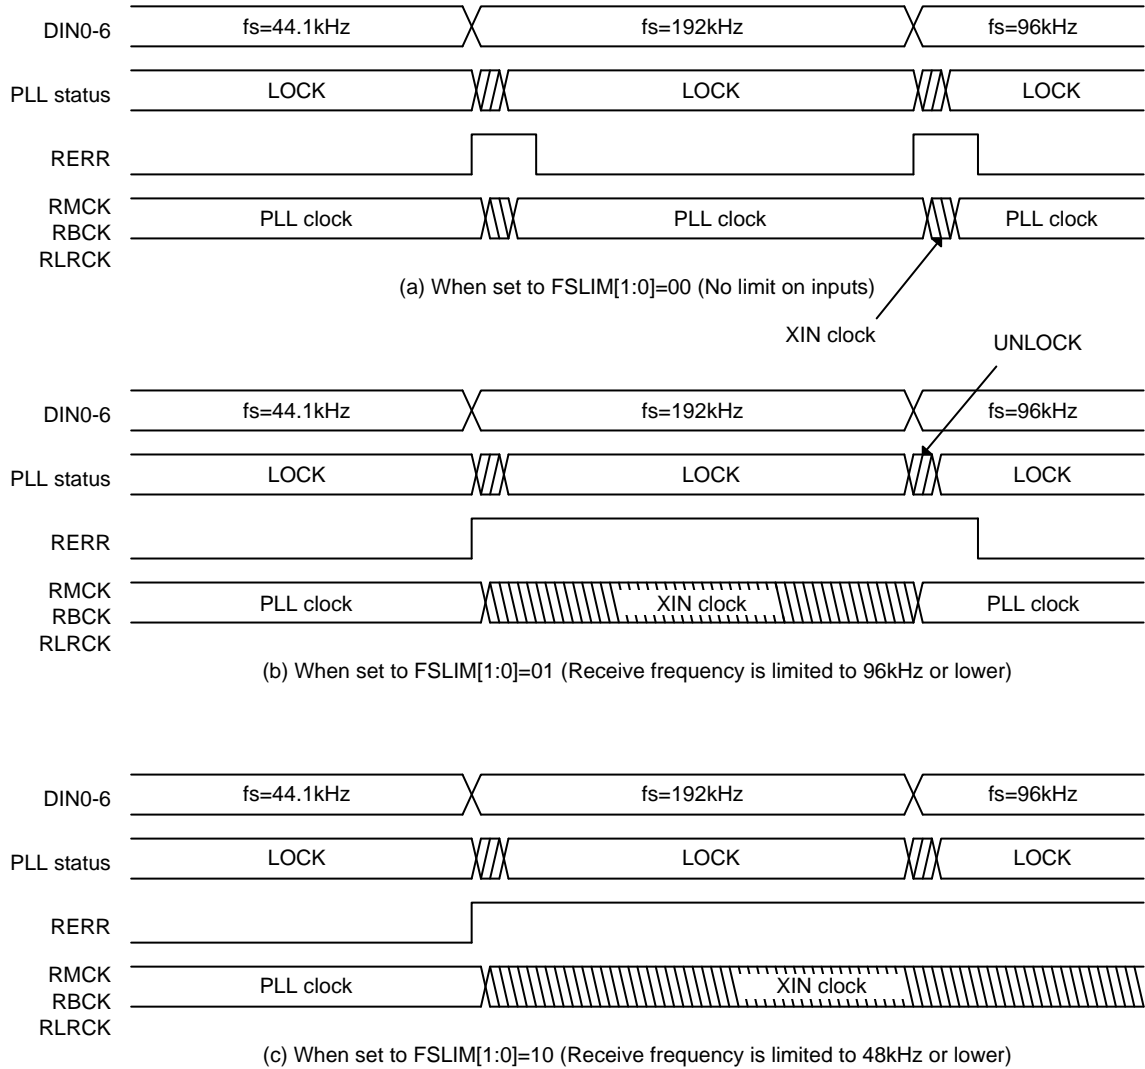 DIN0-6 fs=44.1kHz fs=192kHz fs=96kHz
PLL status LOCK LOCK LOCK
RERR
RMCK
RBCK
RLRCK
PLL clock PLL clock PLL clock
(a) When set to FSLIM[1:0]=00 (No limit on inputs)
XIN clock
UNLOCK
DIN0-6 fs=44.1kHz fs=192kHz fs=96kHz
PLL status LOCK LOCK LOCK
RERR
RMCK
RBCK
RLRCK
PLL clock XIN clock PLL clock
(b) When set to FSLIM[1:0]=01 (Receive frequency is limited to 96kHz or lower)
DIN0-6 fs=44.1kHz fs=192kHz fs=96kHz
PLL status LOCK LOCK LOCK
RERR
RMCK
RBCK
RLRCK
PLL clock XIN clock
(c) When set to FSLIM[1:0]=10 (Receive frequency is limited to 48kHz or lower)